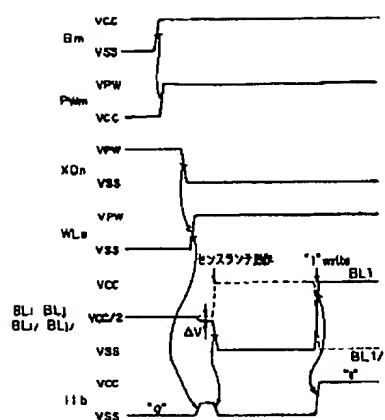 VCC
Bm
VSS
VPW
PWm
VCC
VPW
XDn
VSS
VPW
WLn
VSS
センスラッチ動作 "1" write
VCC BL1
BLi BLj VCC/2
BLi/ BLj/
ΔV
VSS BL1/
VCC "1"
11b
VSS "0"